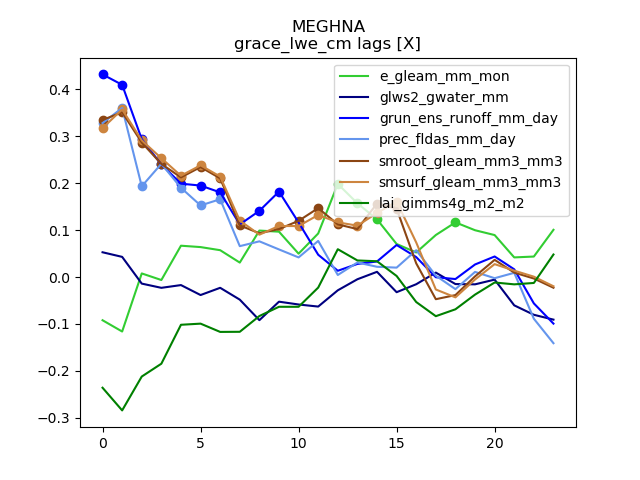 MEGHNA
grace_lwe_cm lags [X]
e_gleam_mm_mon
glws2_gwater_mm
grun_ens_runoff_mm_day
prec_fldas_mm_day
smroot_gleam_mm3_mm3
smsurf_gleam_mm3_mm3
lai_gimms4g_m2_m2
0.4
0.3
0.2
0.1
0.0
−0.1
−0.2
−0.3
0 5 10 15 20